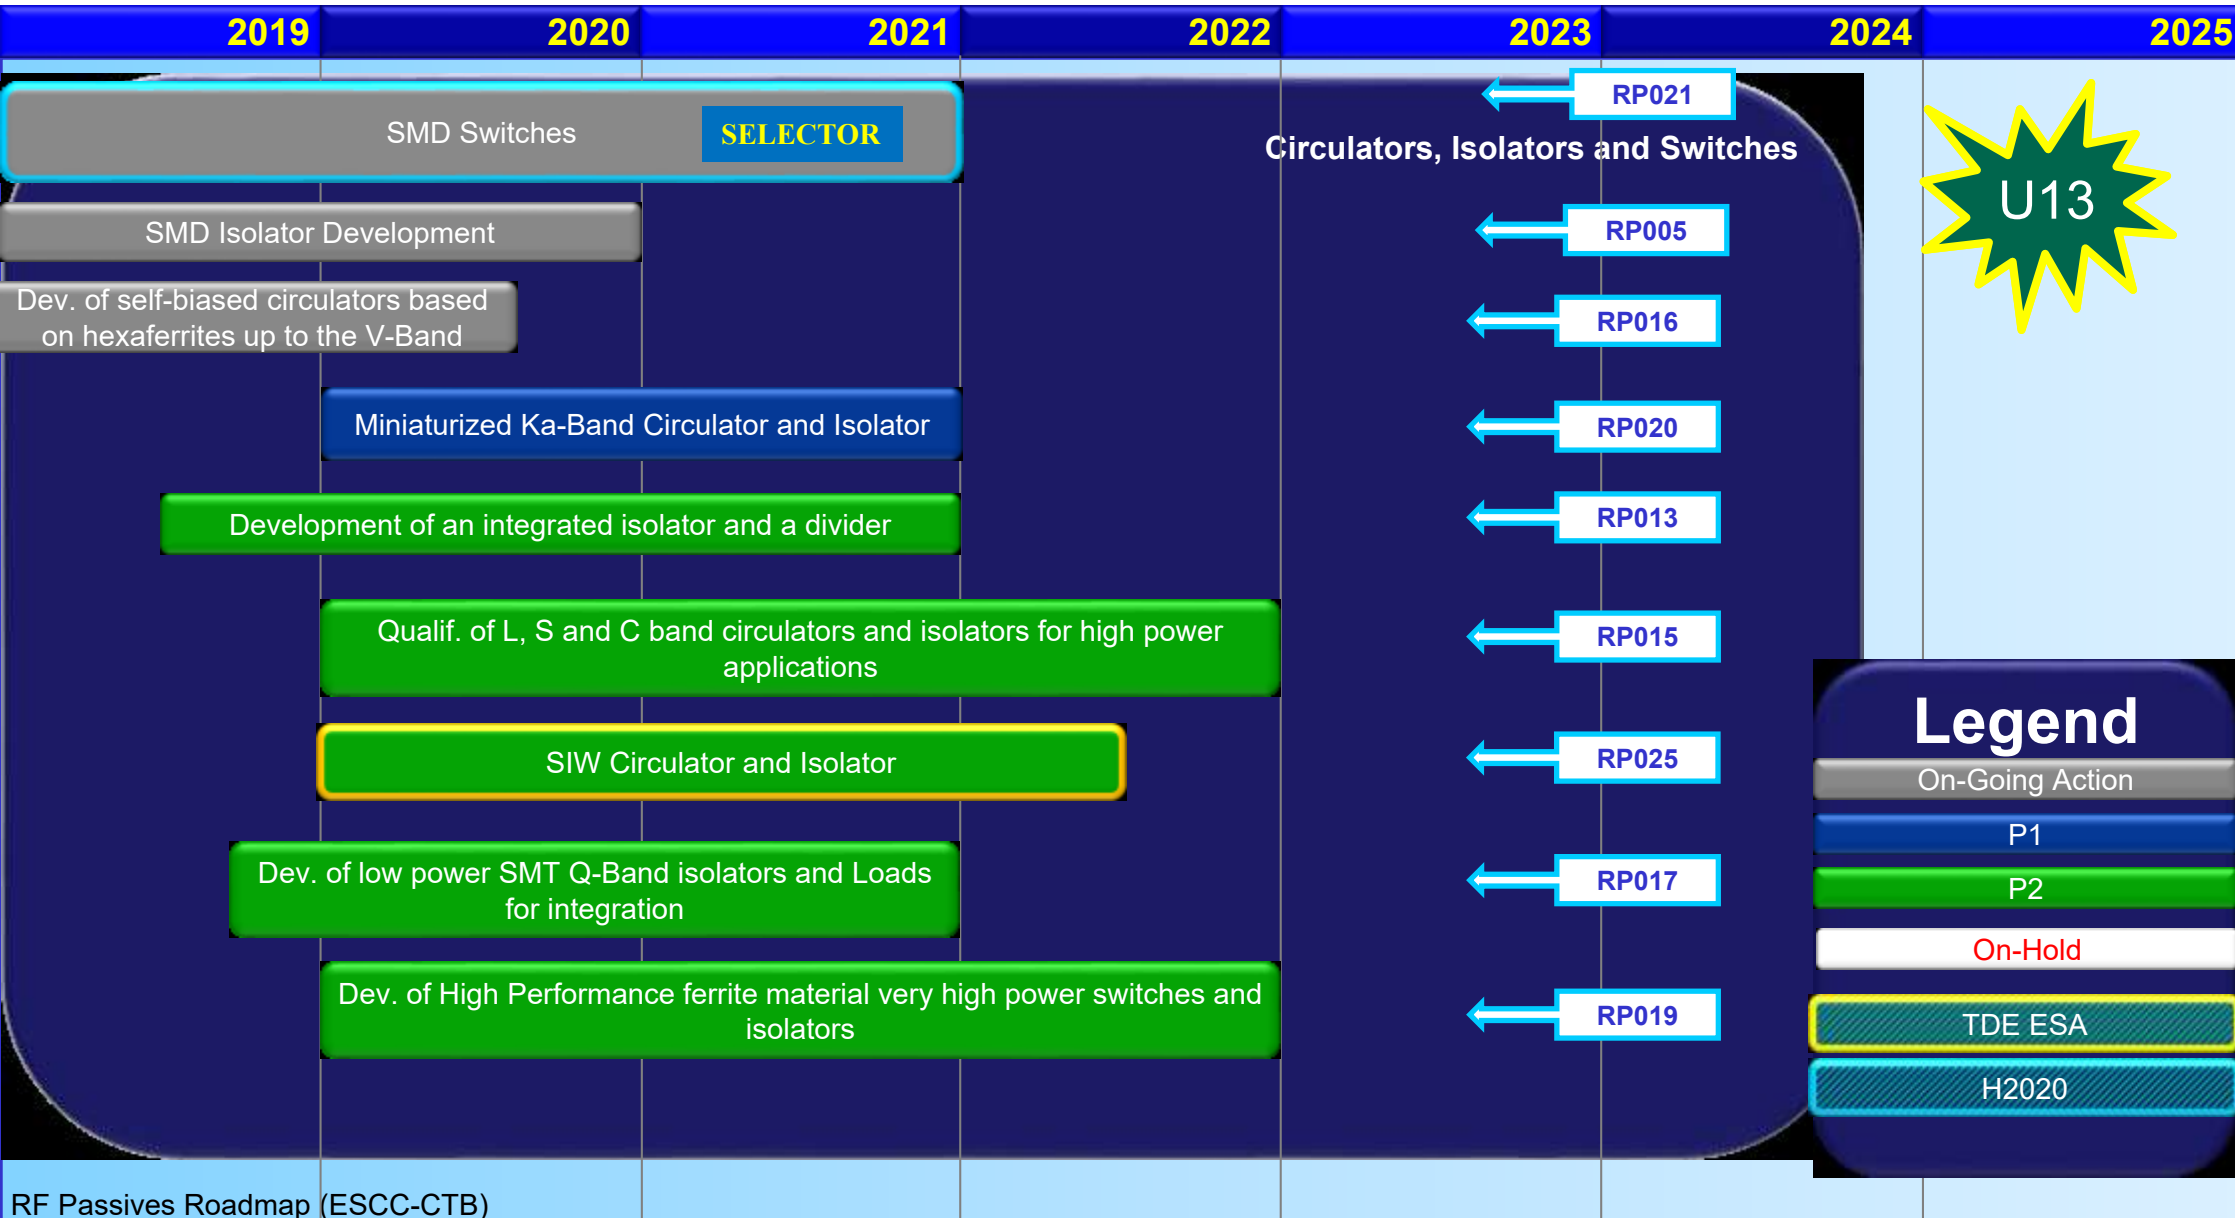 2019 2020 2021 2022 2023 2024 2025
RP021
SMD Switches SELECTOR
Circulators, Isolators and Switches
U13
SMD Isolator Development
RP005
Dev. of self-biased circulators based
on hexaferrites up to the V-Band
RP016
Miniaturized Ka-Band Circulator and Isolator
RP020
Development of an integrated isolator and a divider
RP013
Qualif. of L, S and C band circulators and isolators for high power
applications
RP015
SIW Circulator and Isolator
RP025
Dev. of low power SMT Q-Band isolators and Loads
for integration
RP017
Dev. of High Performance ferrite material very high power switches and
isolators
RP019
Legend
On-Going Action
P1
P2
On-Hold
TDE ESA
H2020
RF Passives Roadmap (ESCC-CTB)